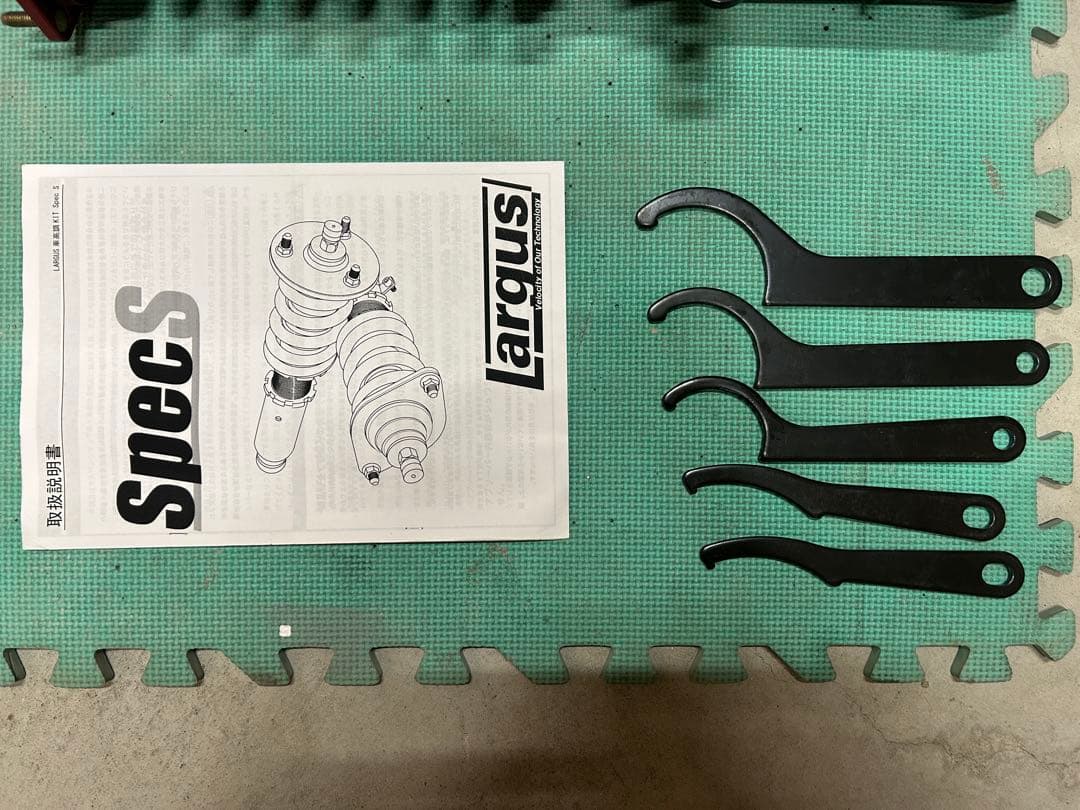 Largus
Velocity of Our Technology
Spec S
取扱説明書
LARGUS 車高調KIT Spec S